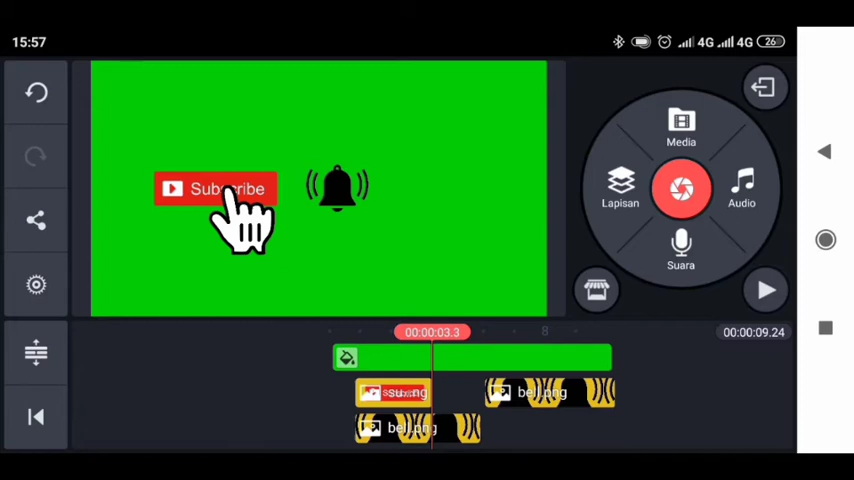 15:57
4G 4G 26
Subscribe
Media
Lapisan
Audio
Suara
00:00:03.3
8
00:00:09.24
bell.png
bell.png